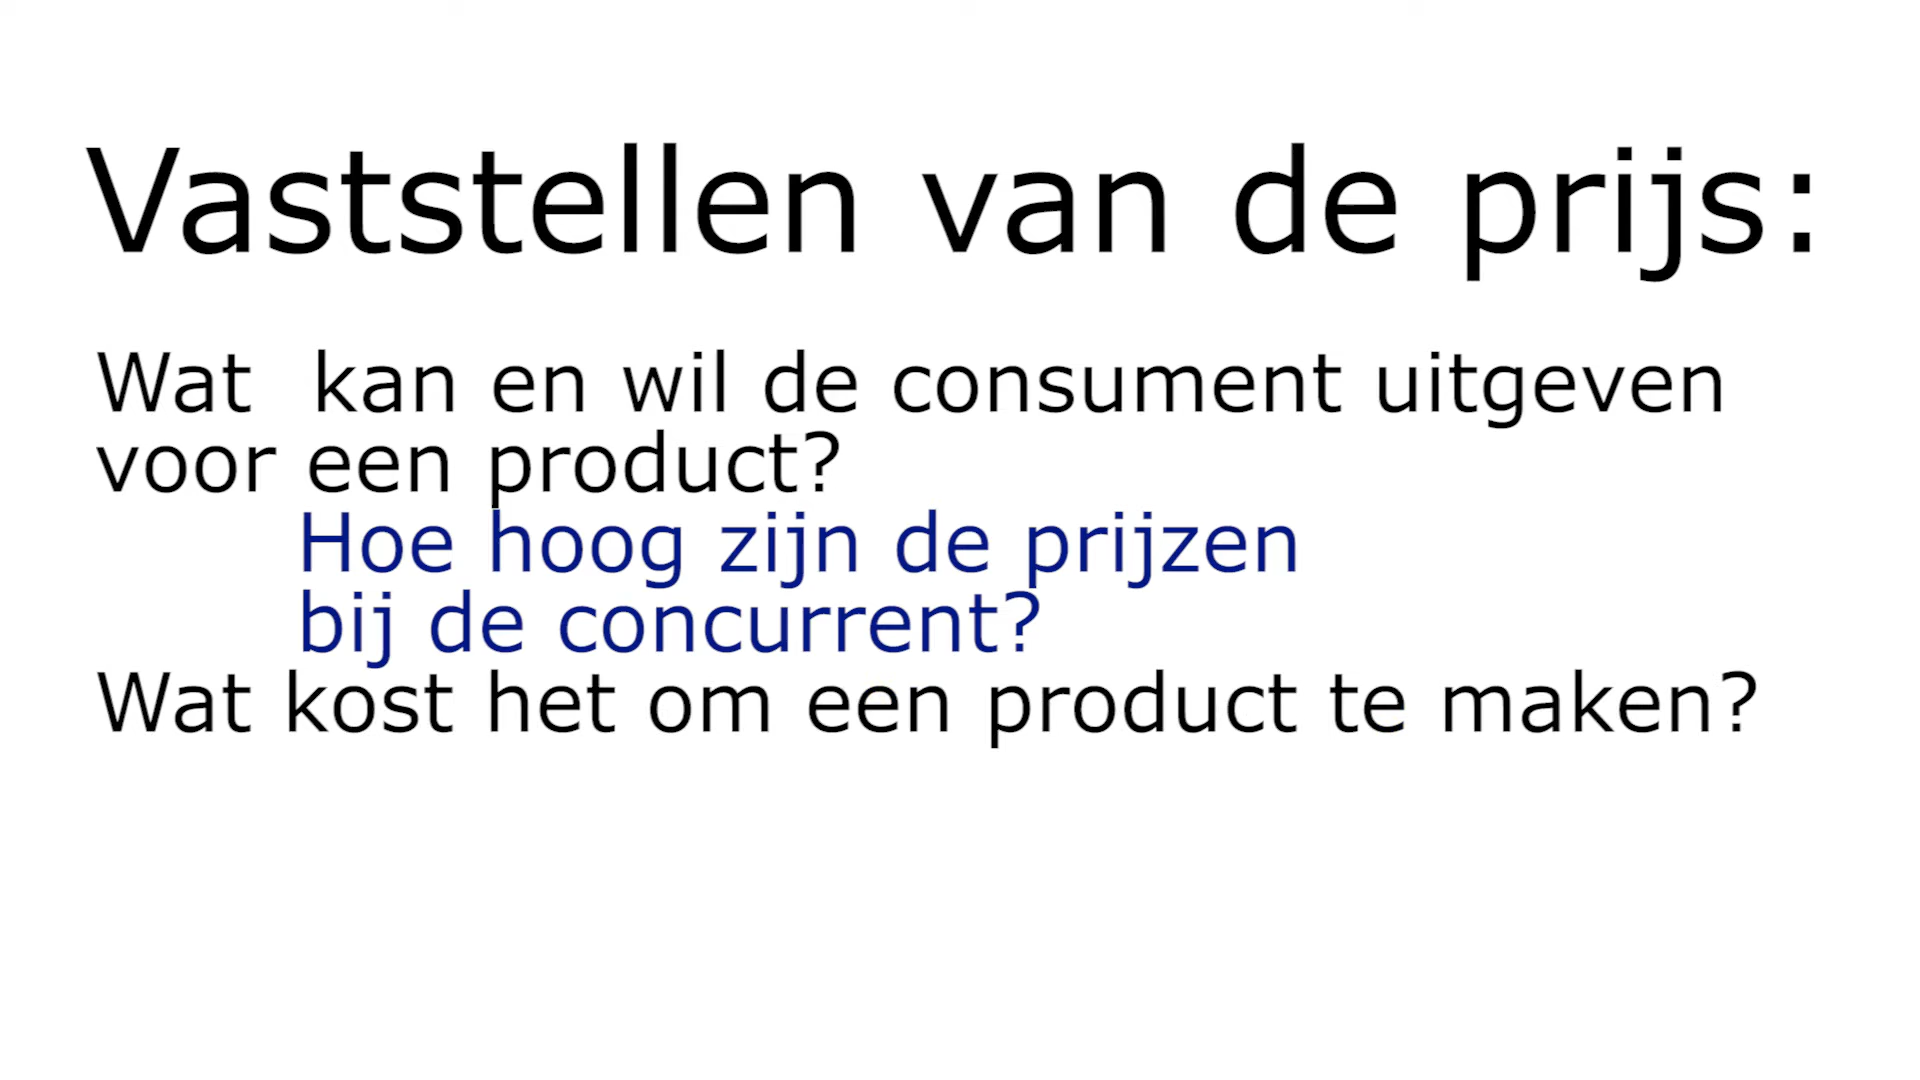 Vaststellen van de prijs:
Wat kan en wil de consument uitgeven
voor een product?
Hoe hoog zijn de prijzen
bij de concurrent?
Wat kost het om een product te maken?